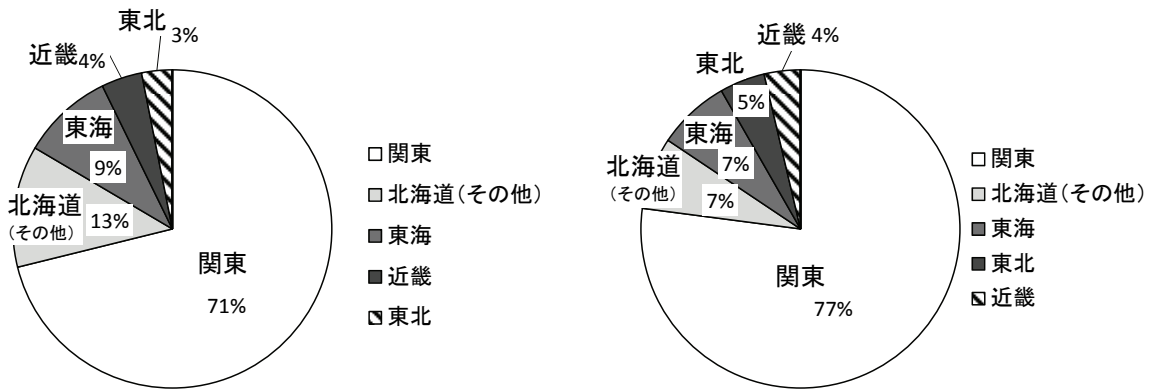 東北
3%
近畿
4%
東海
9%
北海道
(その他)
13%
関東
71%
関東
北海道(その他)
東海
近畿
東北
近畿 4%
東北
5%
東海
7%
北海道
(その他)
7%
関東
77%
関東
北海道(その他)
東海
東北
近畿